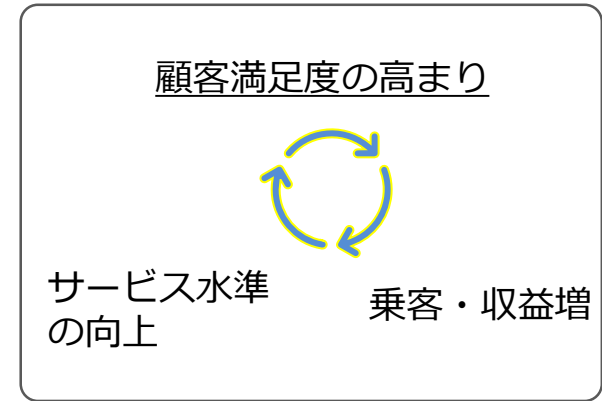 顧客満足度の高まり
サービス水準
の向上
乗客・収益増